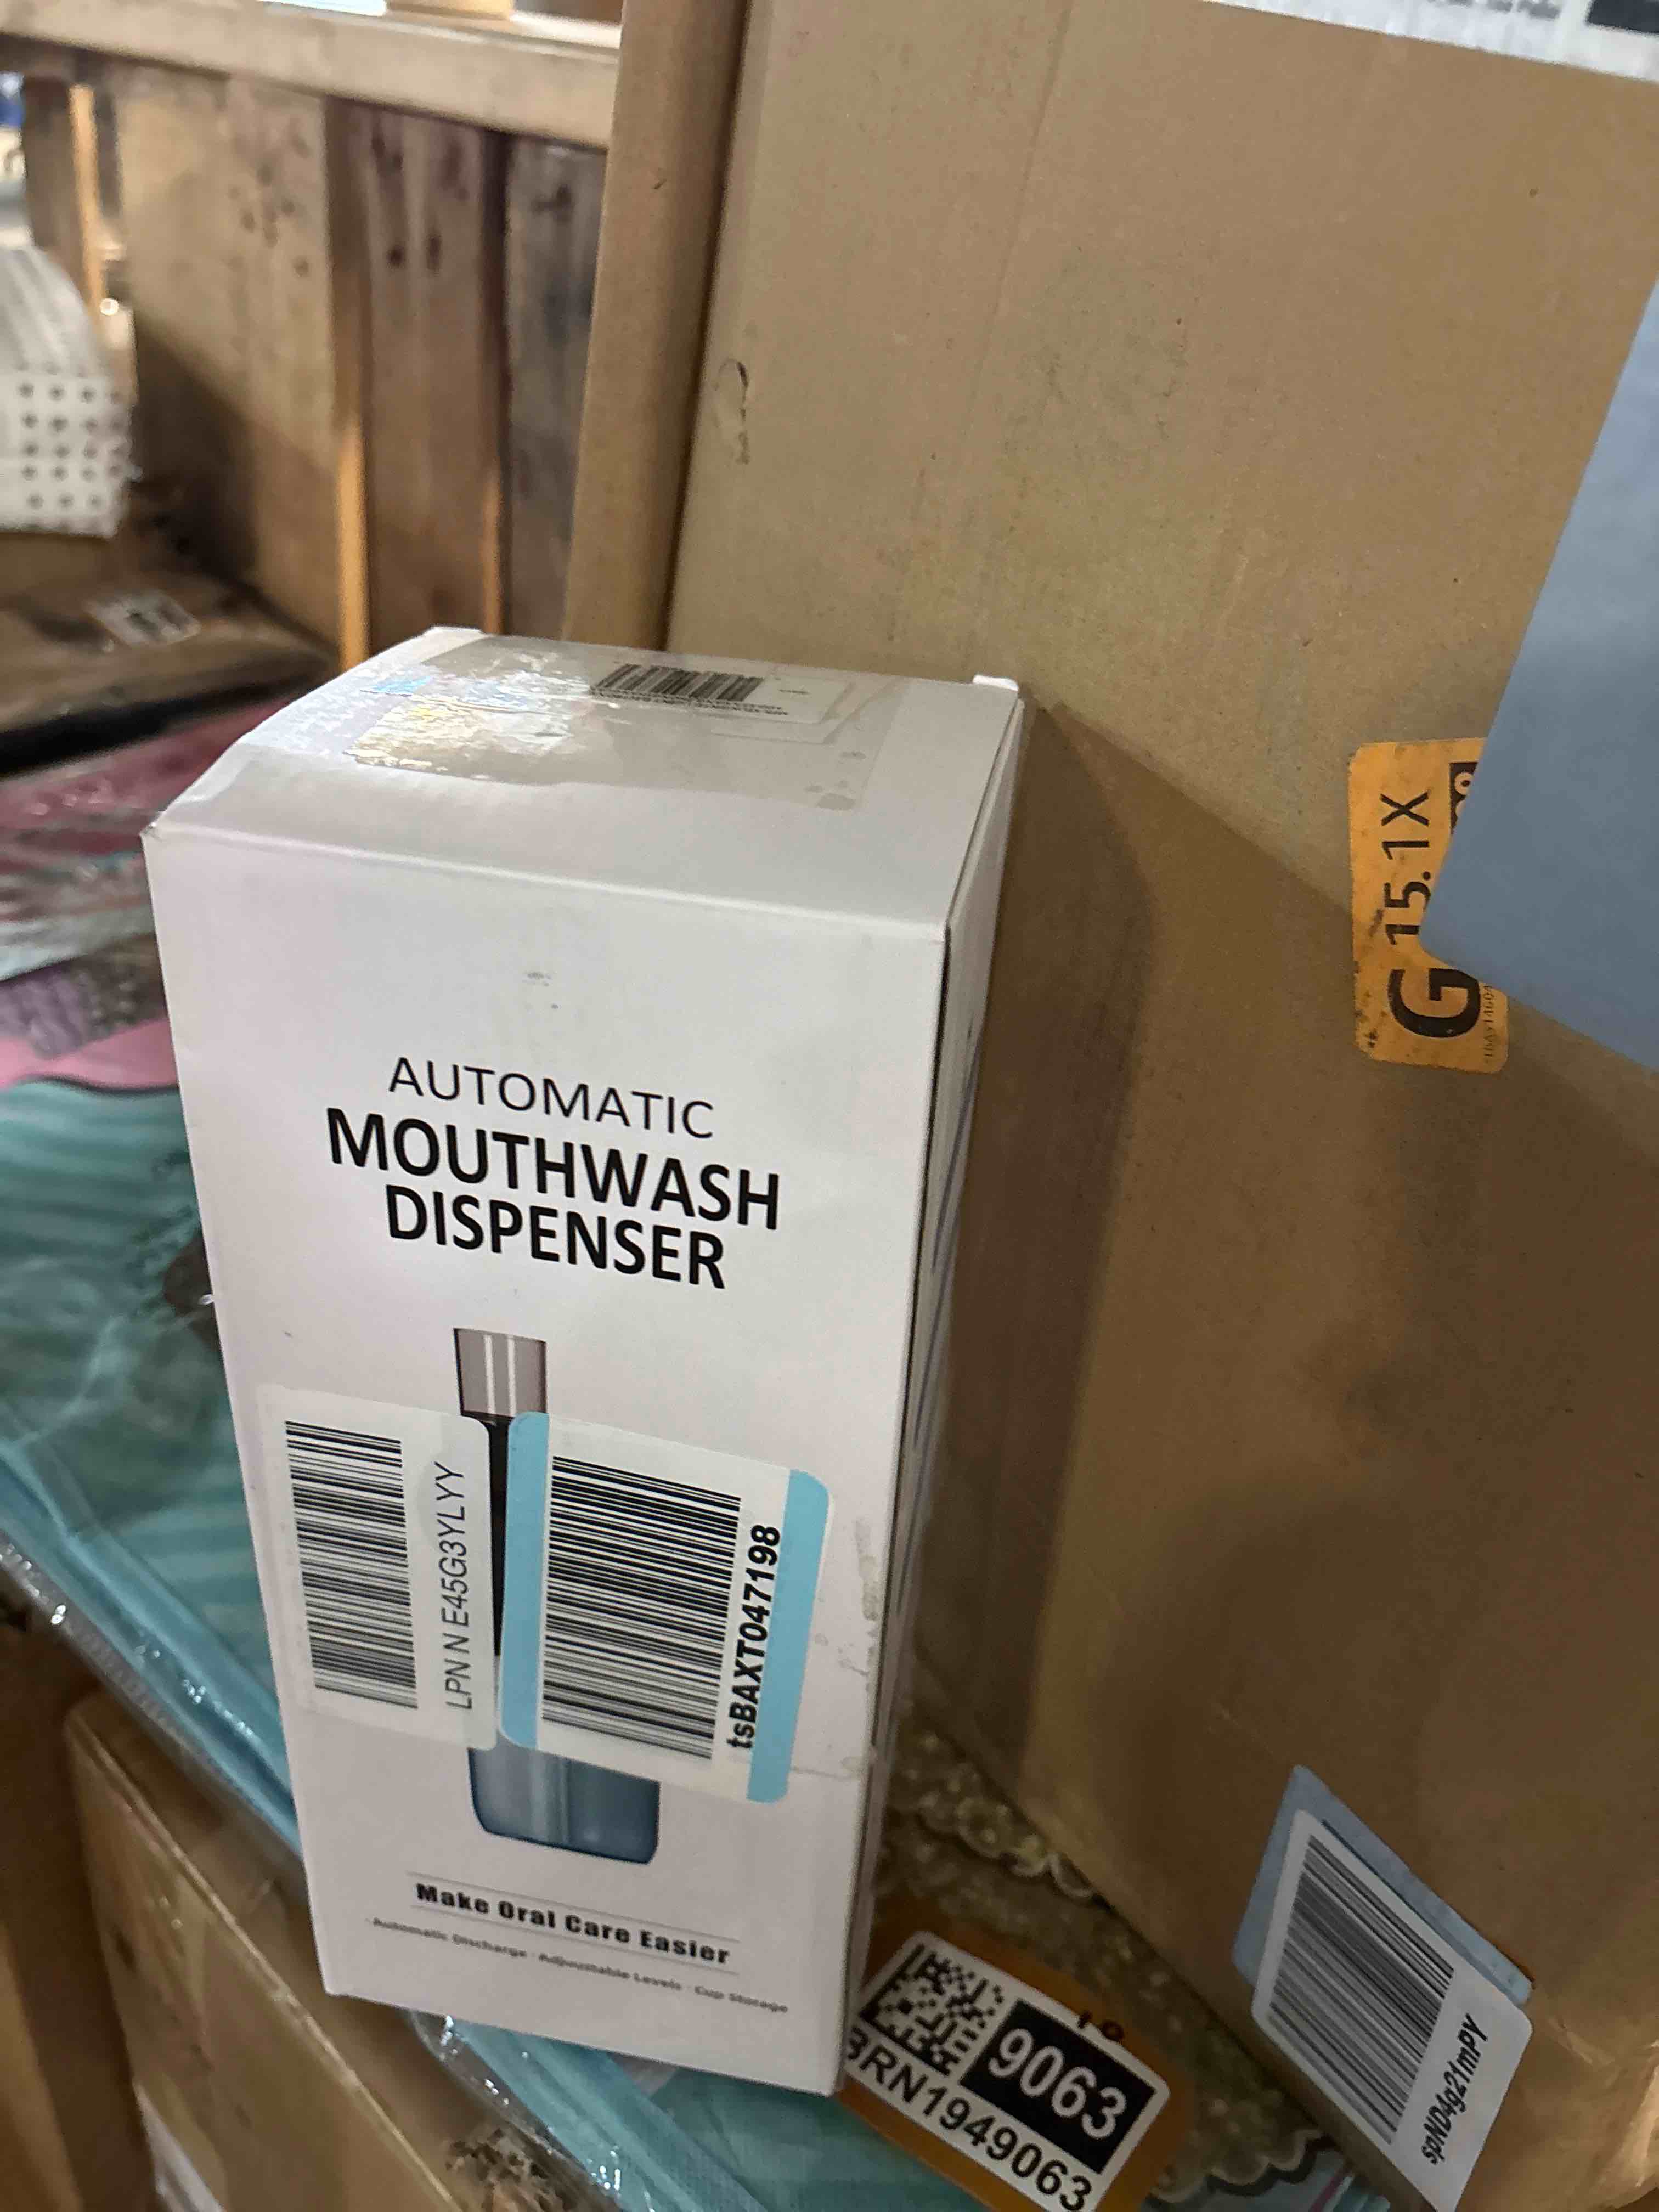 AUTOMATIC
MOUTHWASH
DISPENSER
LPN N E45G3YLYY
tsBAXT047198
Make Oral Care Easier
Automatic Discharge · Adjoustable Levels · Cup Storage
G 15.1X
9063
BRN1949063
spND4g21mPY